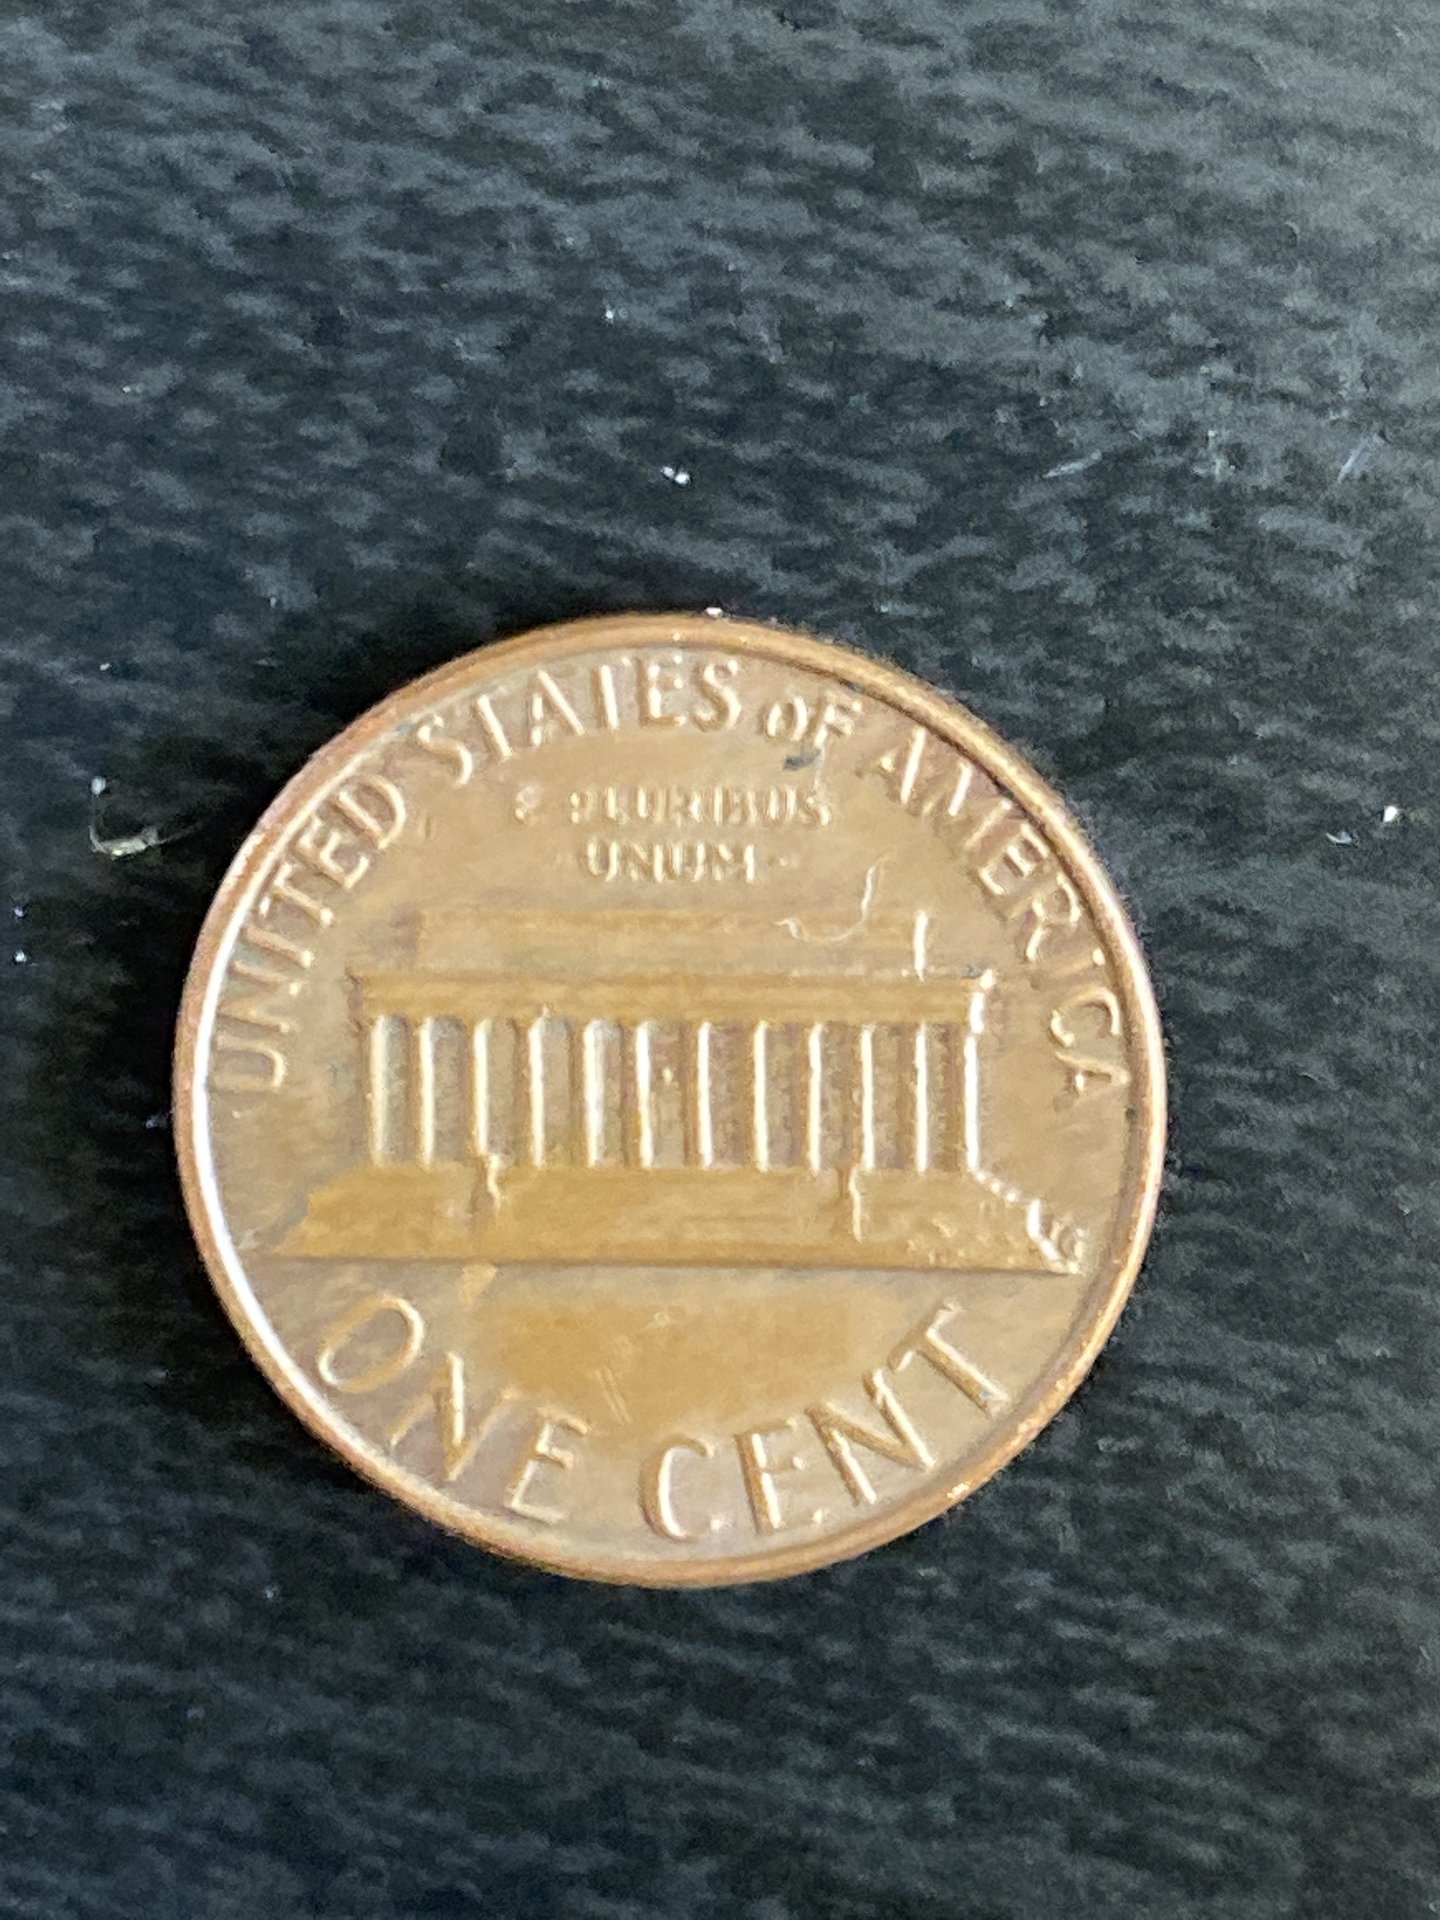 UNITED STATES OF AMERICA
E PLURIBUS
·UNUM·
ONE CENT